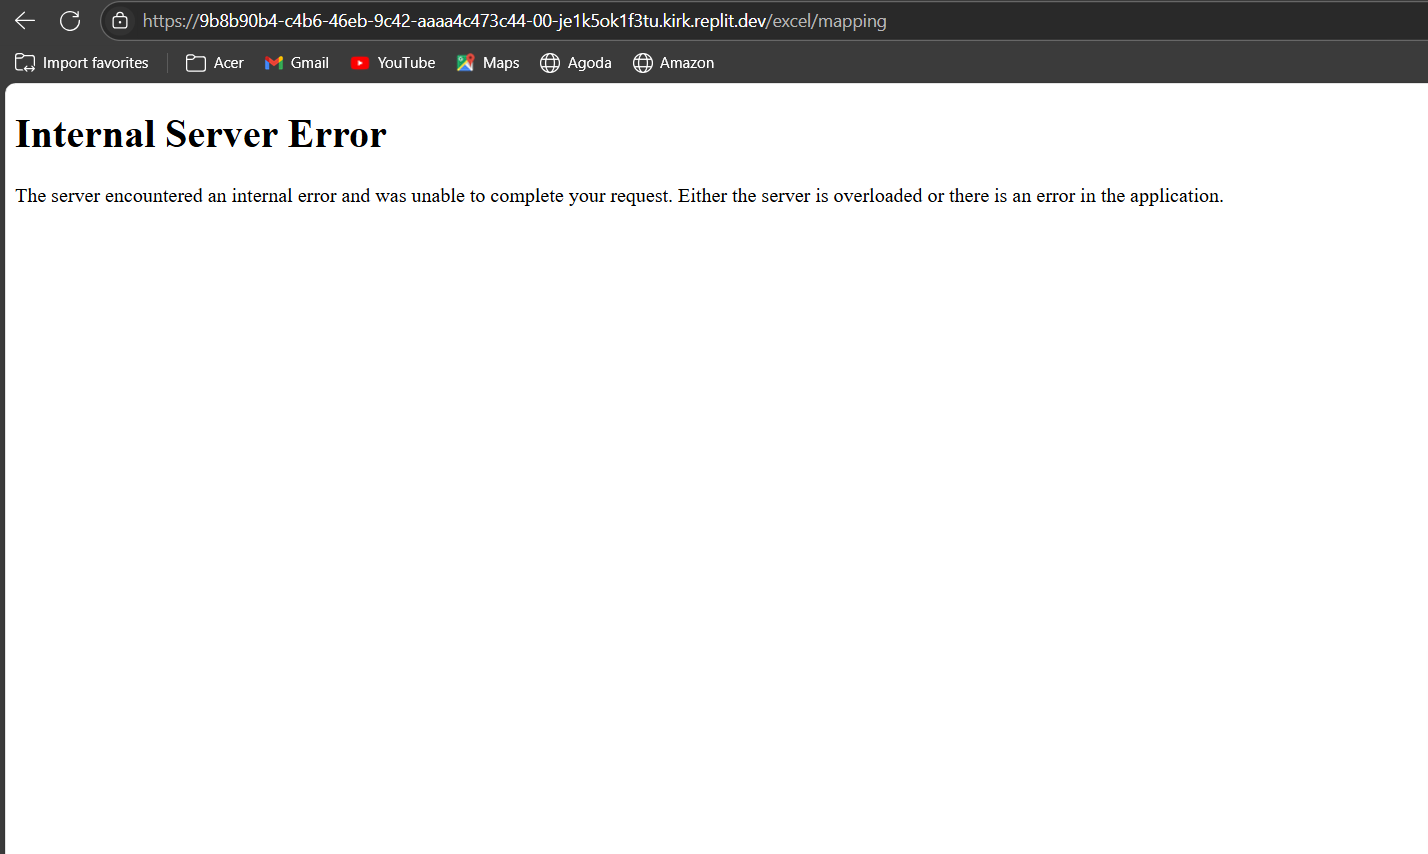 https://9b8b90b4-c4b6-46eb-9c42-aaaa4c473c44-00-je1k5ok1f3tu.kirk.replit.dev/excel/mapping
Import favorites Acer Gmail YouTube Maps Agoda Amazon
Internal Server Error
The server encountered an internal error and was unable to complete your request. Either the server is overloaded or there is an error in the application.